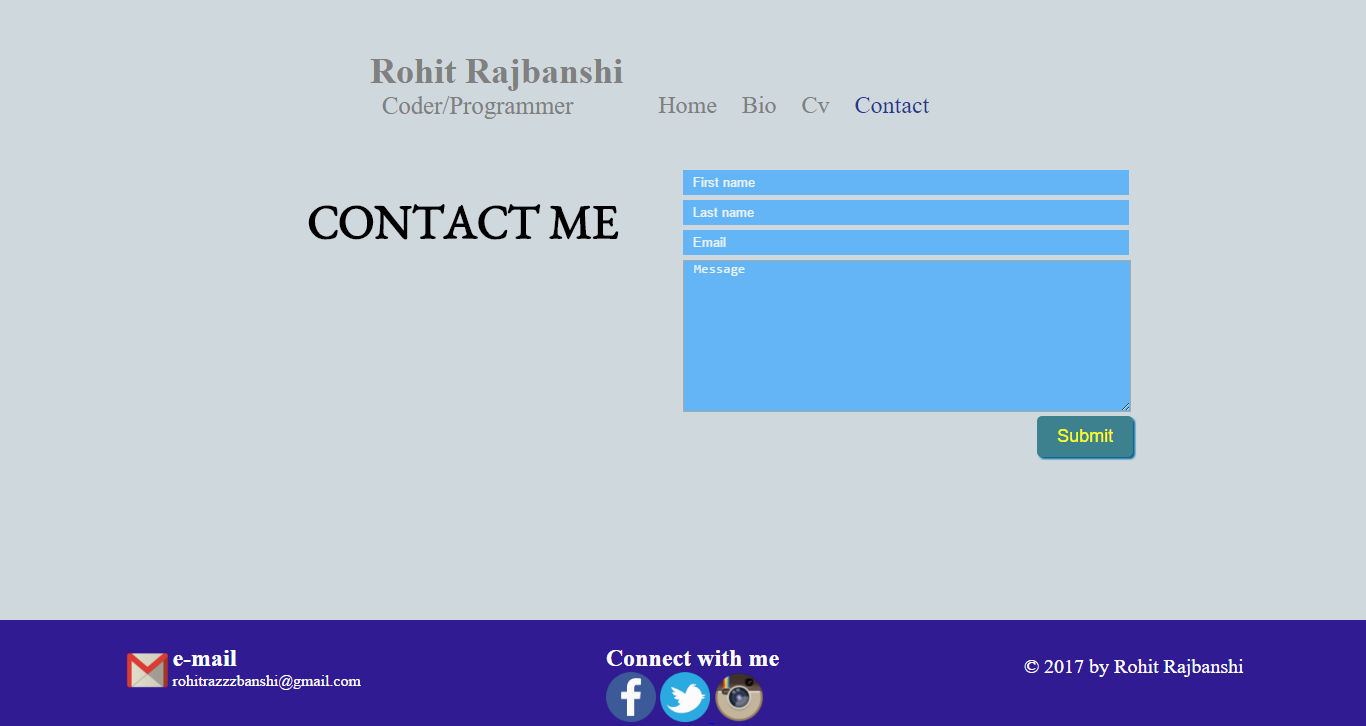 Rohit Rajbanshi
Coder/Programmer
Home Bio Cv Contact
CONTACT ME
First name
Last name
Email
Message
Submit
e-mail
rohitrazzzbanshi@gmail.com
Connect with me
© 2017 by Rohit Rajbanshi